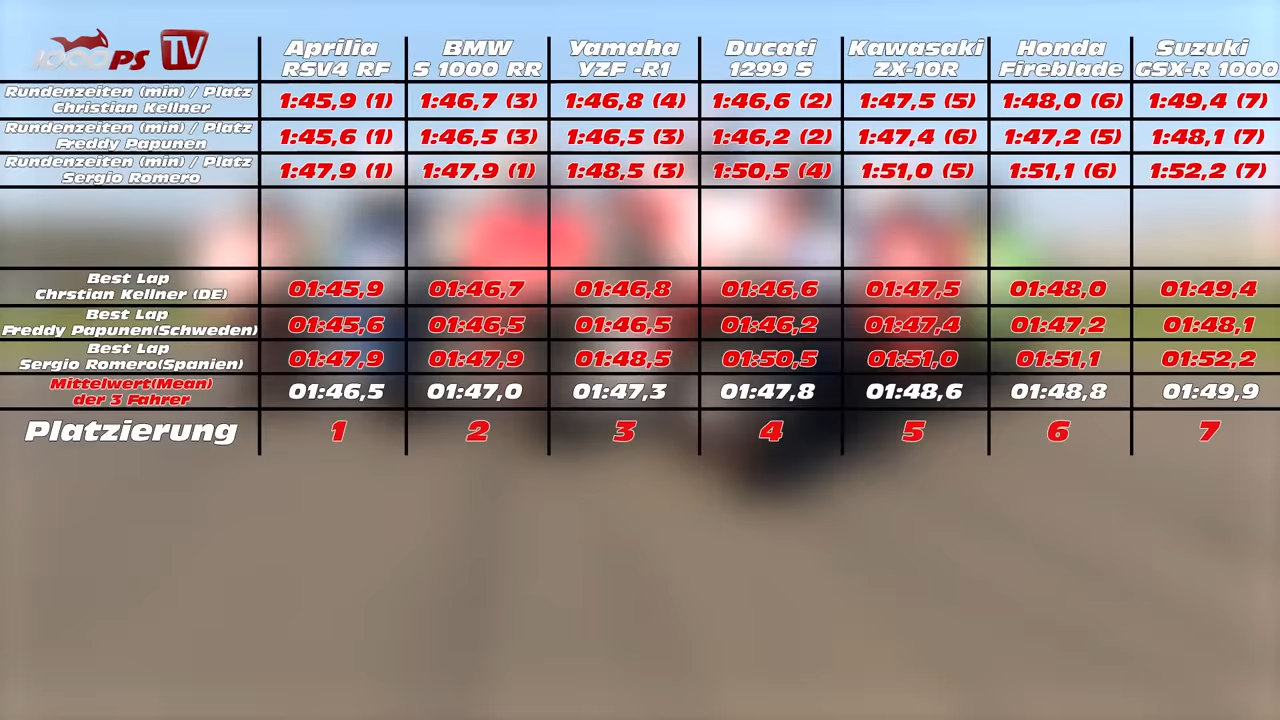 1000PS TV
Aprilia RSV4 RF
BMW S 1000 RR
Yamaha YZF -R1
Ducati 1299 S
Kawasaki ZX-10R
Honda Fireblade
Suzuki GSX-R 1000
Rundenzeiten (min) / Platz
Christian Kellner
1:45,9 (1) 1:46,7 (3) 1:46,8 (4) 1:46,6 (2) 1:47,5 (5) 1:48,0 (6) 1:49,4 (7)
Rundenzeiten (min) / Platz
Freddy Papunen
1:45,6 (1) 1:46,5 (3) 1:46,5 (3) 1:46,2 (2) 1:47,4 (6) 1:47,2 (5) 1:48,1 (7)
Rundenzeiten (min) / Platz
Sergio Romero
1:47,9 (1) 1:47,9 (1) 1:48,5 (3) 1:50,5 (4) 1:51,0 (5) 1:51,1 (6) 1:52,2 (7)
Best Lap
Chrstian Kellner (DE)
01:45,9 01:46,7 01:46,8 01:46,6 01:47,5 01:48,0 01:49,4
Best Lap
Freddy Papunen(Schweden)
01:45,6 01:46,5 01:46,5 01:46,2 01:47,4 01:47,2 01:48,1
Best Lap
Sergio Romero(Spanien)
01:47,9 01:47,9 01:48,5 01:50,5 01:51,0 01:51,1 01:52,2
Mittelwert(Mean)
der 3 Fahrer
01:46,5 01:47,0 01:47,3 01:47,8 01:48,6 01:48,8 01:49,9
Platzierung 1 2 3 4 5 6 7